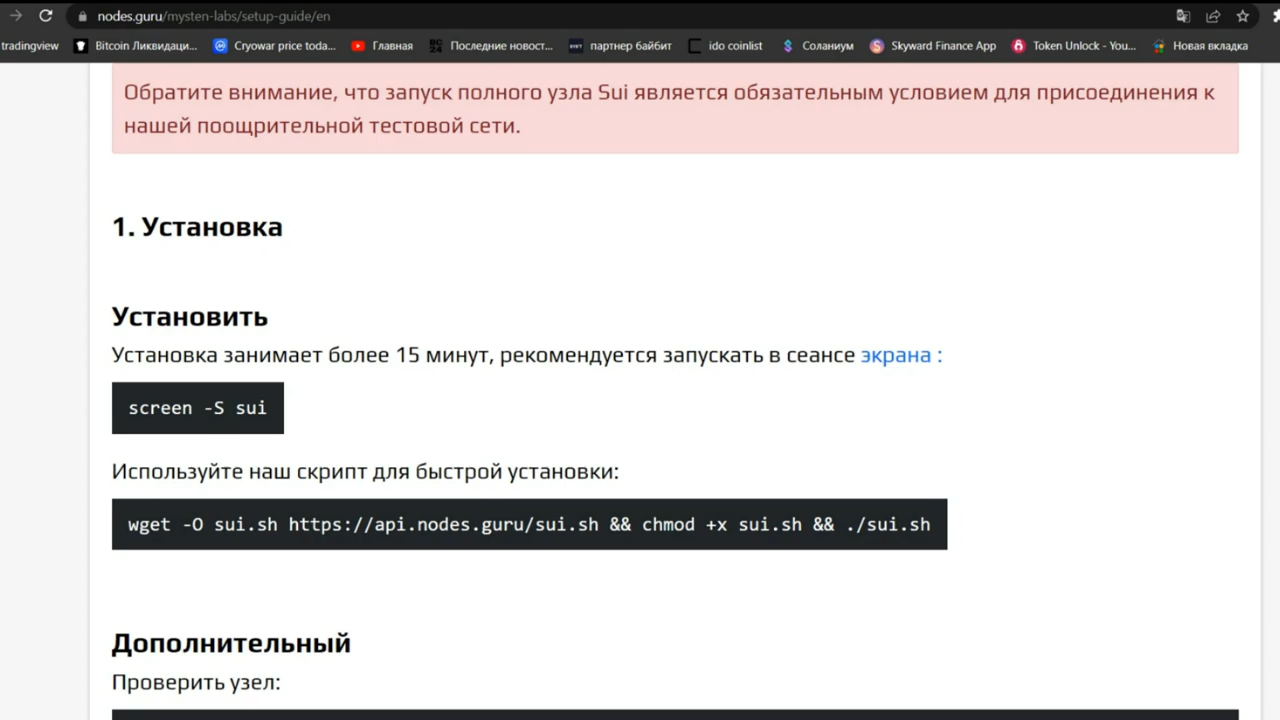 nodes.guru/mysten-labs/setup-guide/en
tradingview Bitcoin Ликвидаци... Cryowar price toda... Главная Последние новост... партнер байбит ido coinlist Соланиум Skyward Finance App Token Unlock - You... Новая вкладка
Обратите внимание, что запуск полного узла Sui является обязательным условием для присоединения к
нашей поощрительной тестовой сети.
1. Установка
Установить
Установка занимает более 15 минут, рекомендуется запускать в сеансе экрана :
screen -S sui
Используйте наш скрипт для быстрой установки:
wget -O sui.sh https://api.nodes.guru/sui.sh && chmod +x sui.sh && ./sui.sh
Дополнительный
Проверить узел: